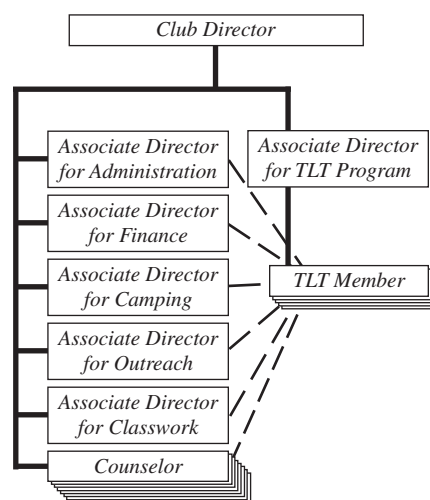 Club Director
Associate Director
for Administration
Associate Director
for TLT Program
Associate Director
for Finance
Associate Director
for Camping
TLT Member
Associate Director
for Outreach
Associate Director
for Classwork
Counselor